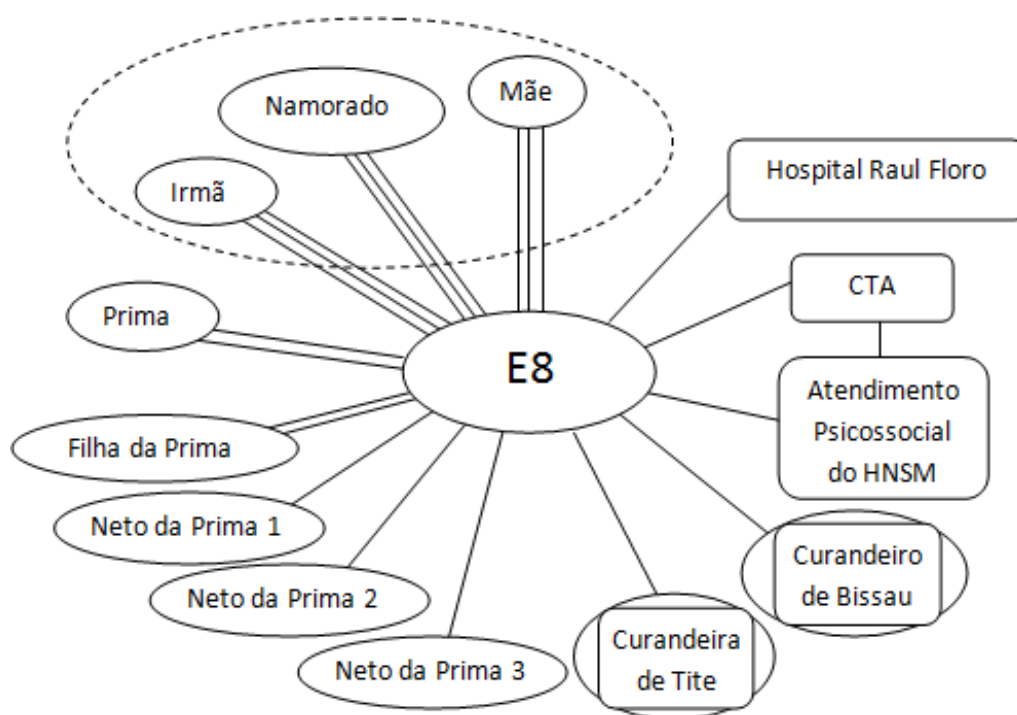 Mãe
Namorado
Irmã
Hospital Raul Floro
CTA
Prima
E8
Atendimento
Psicossocial
do HNSM
Filha da Prima
Neto da Prima 1
Curandeiro
de Bissau
Neto da Prima 2
Curandeira
de Tite
Neto da Prima 3